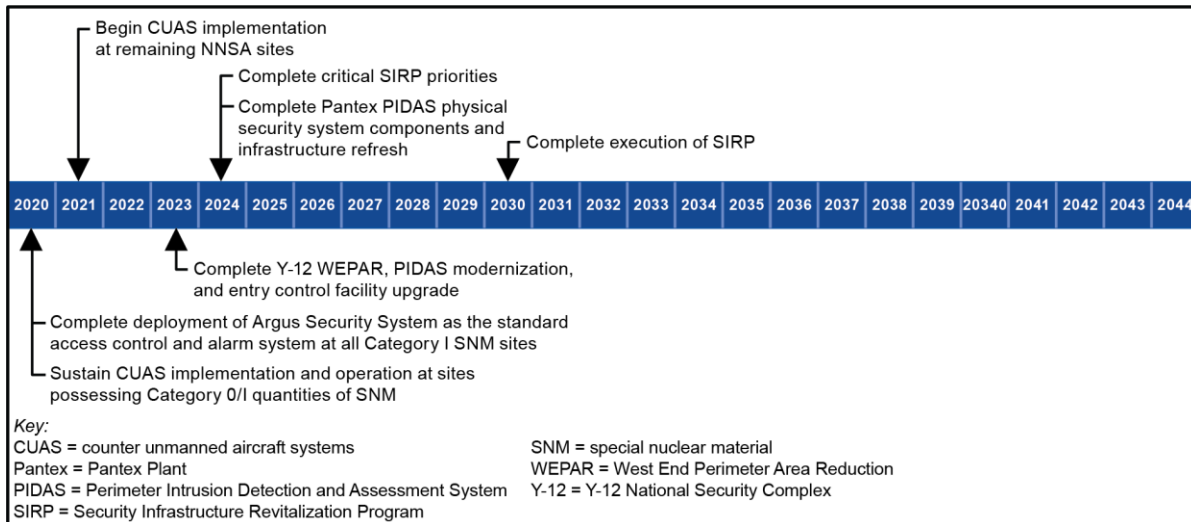 Begin CUAS implementation
at remaining NNSA sites
Complete critical SIRP priorities
Complete Pantex PIDAS physical
security system components and
infrastructure refresh
Complete execution of SIRP
2020 2021 2022 2023 2024 2025 2026 2027 2028 2029 2030 2031 2032 2033 2034 2035 2036 2037 2038 2039 20340 2041 2042 2043 2044
Complete Y-12 WEPAR, PIDAS modernization,
and entry control facility upgrade
Complete deployment of Argus Security System as the standard
access control and alarm system at all Category I SNM sites
Sustain CUAS implementation and operation at sites
possessing Category 0/I quantities of SNM
Key:
CUAS = counter unmanned aircraft systems
Pantex = Pantex Plant
PIDAS = Perimeter Intrusion Detection and Assessment System
SIRP = Security Infrastructure Revitalization Program
SNM = special nuclear material
WEPAR = West End Perimeter Area Reduction
Y-12 = Y-12 National Security Complex